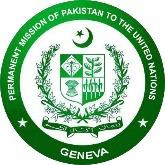 PERMANENT MISSION OF PAKISTAN TO THE UNITED NATIONS
GENEVA